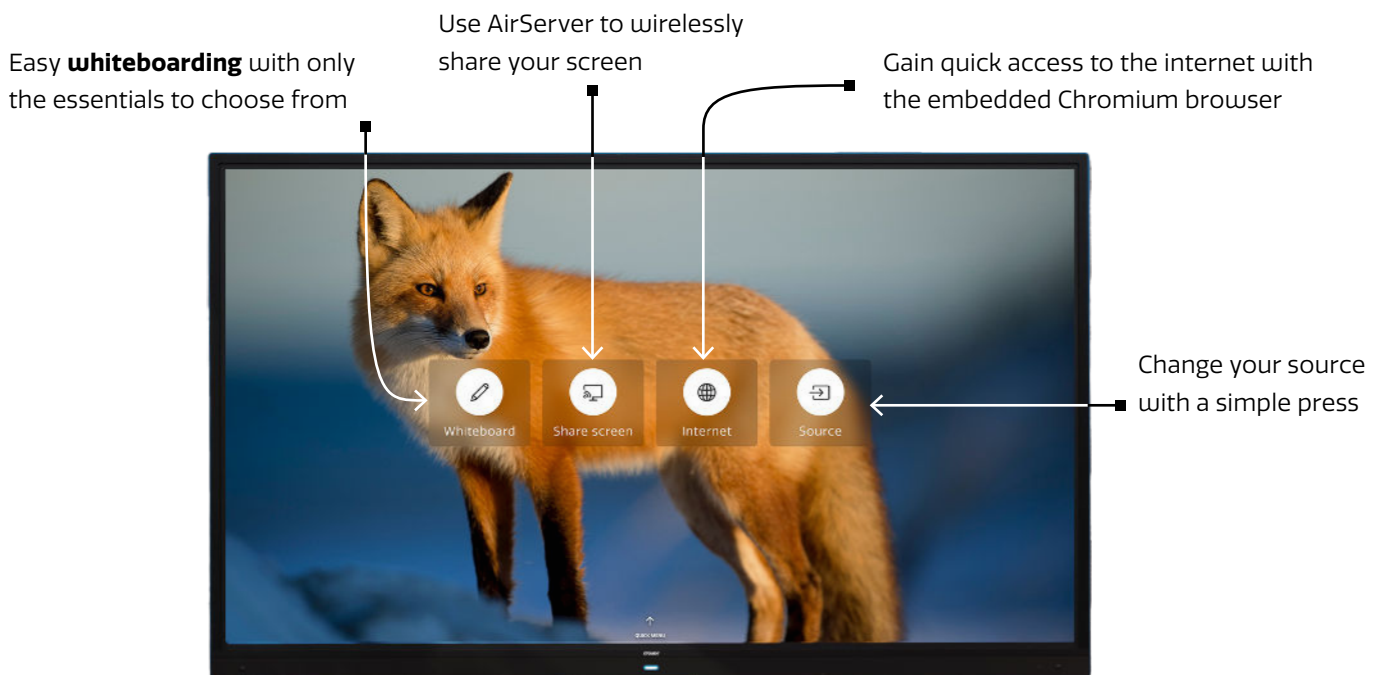 Use AirServer to wirelessly
share your screen
Easy whiteboarding with only
the essentials to choose from
Gain quick access to the internet with
the embedded Chromium browser
Change your source
with a simple press
Whiteboard
Share screen
Internet
Source
QUICK MENU